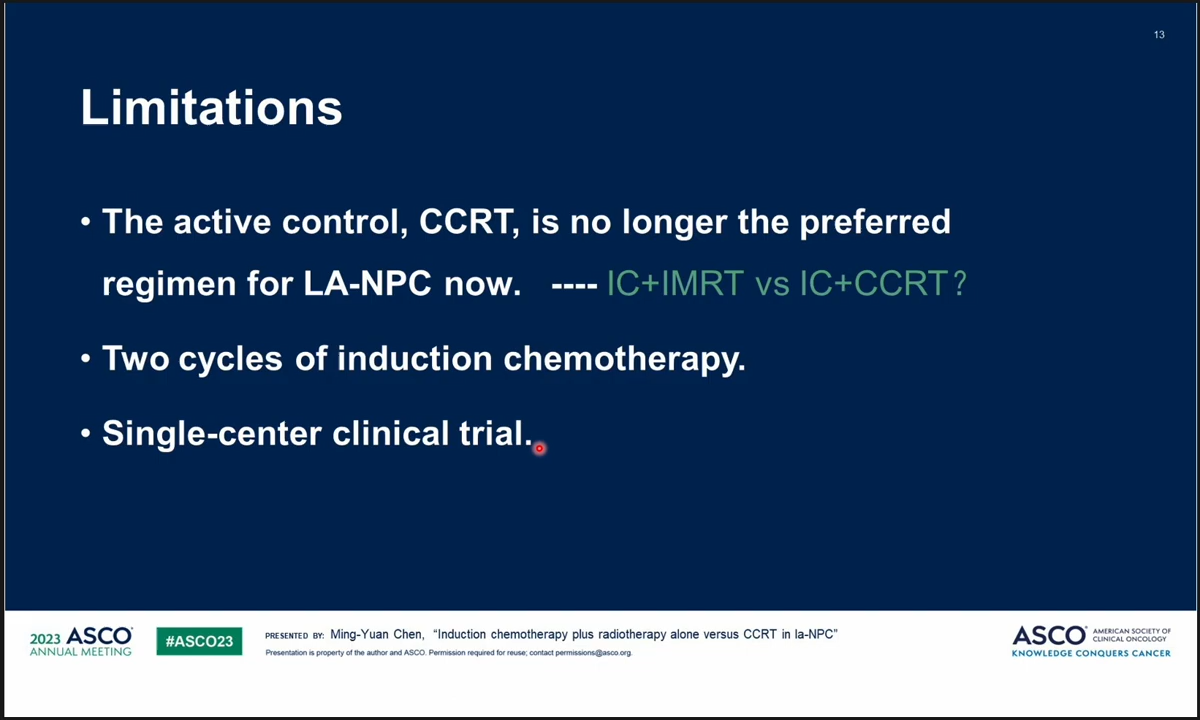 13
Limitations
• The active control, CCRT, is no longer the preferred
regimen for LA-NPC now. ---- IC+IMRT vs IC+CCRT?
• Two cycles of induction chemotherapy.
• Single-center clinical trial.
2023 ASCO
ANNUAL MEETING
#ASCO23
PRESENTED BY: Ming-Yuan Chen, “Induction chemotherapy plus radiotherapy alone versus CCRT in la-NPC”
Presentation is property of the author and ASCO. Permission required for reuse; contact permissions@asco.org.
ASCO AMERICAN SOCIETY OF
CLINICAL ONCOLOGY
KNOWLEDGE CONQUERS CANCER